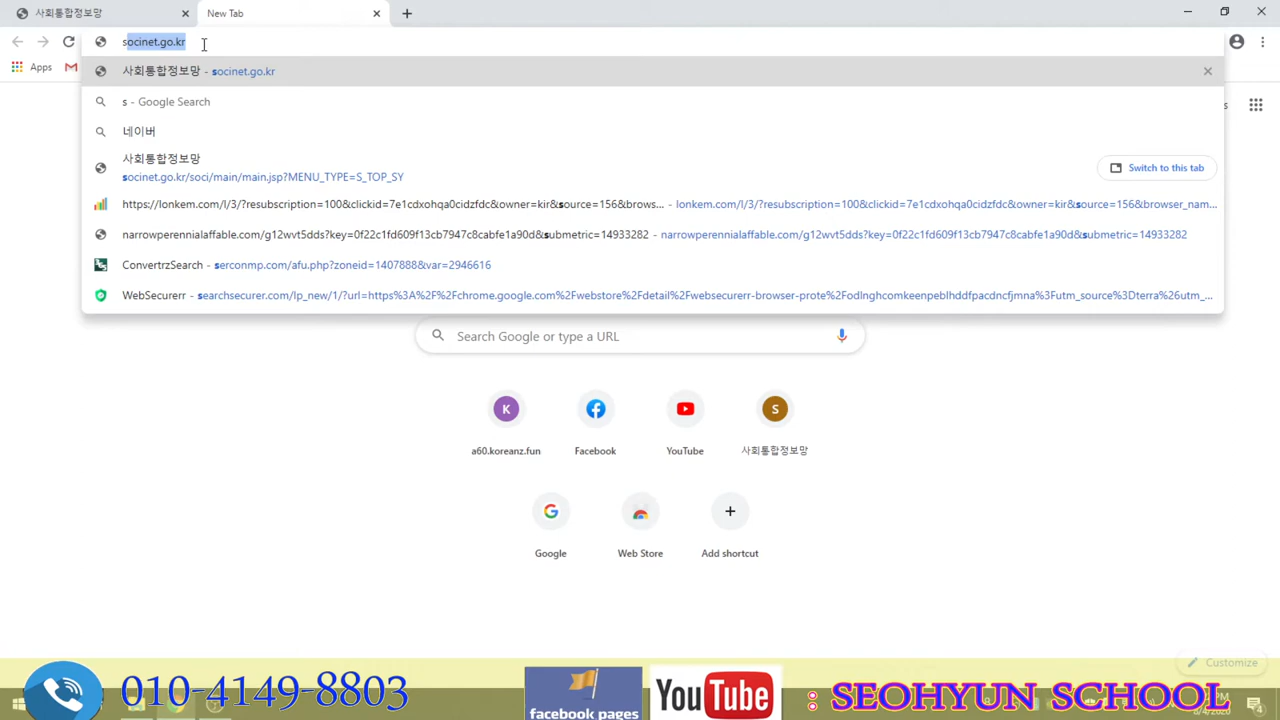 사회통합정보망
New Tab
socinet.go.kr
Apps
사회통합정보망 - socinet.go.kr
s - Google Search
네이버
사회통합정보망
socinet.go.kr/soci/main/main.jsp?MENU_TYPE=S_TOP_SY
Switch to this tab
https://lonkem.com/l/3/?resubscription=100&clickid=7e1cdxohqa0cidzfdc&owner=kir&source=156&brows... - lonkem.com/l/3/?resubscription=100&clickid=7e1cdxohqa0cidzfdc&owner=kir&source=156&browser_nam...
narrowperennialaffable.com/g12wvt5dds?key=0f22c1fd609f13cb7947c8cabfe1a90d&submetric=14933282 - narrowperennialaffable.com/g12wvt5dds?key=0f22c1fd609f13cb7947c8cabfe1a90d&submetric=14933282
ConvertrzSearch - serconmp.com/afu.php?zoneid=1407888&var=2946616
WebSecurerr - searchsecurer.com/lp_new/1/?url=https%3A%2F%2Fchrome.google.com%2Fwebstore%2Fdetail%2Fwebsecurerr-browser-prote%2Fodlnghcomkeenpeblhddfpacdncfjmna%3Futm_source%3Dterra%26utm_...
Search Google or type a URL
K
S
a60.koreanz.fun
Facebook
YouTube
사회통합정보망
Google
Web Store
Add shortcut
Customize
010-4149-8803
facebook pages
YouTube
: SEOHYUN SCHOOL